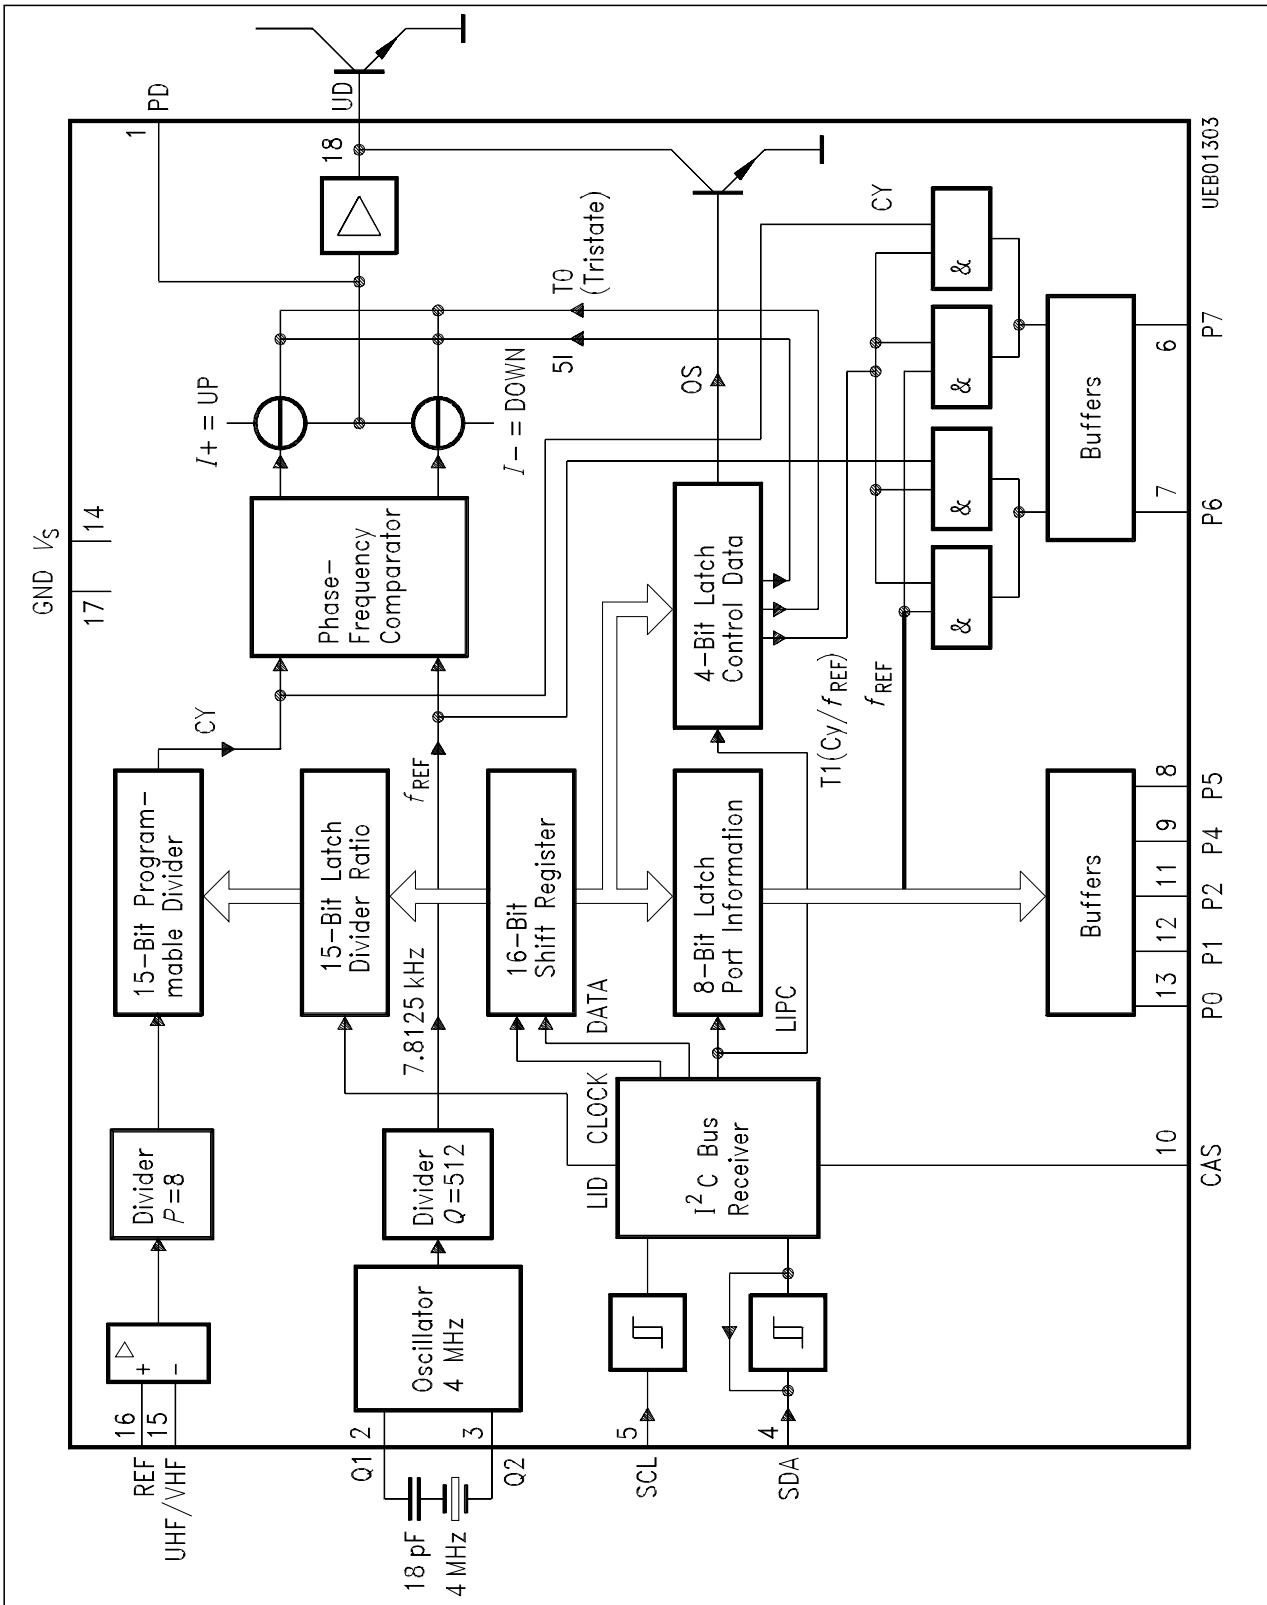 GND
VS
17
14
REF
16
UHF/VHF
15
+
−
Divider
P=8
15-Bit Program-
mable Divider
CY
I+ = UP
1
PD
18
UD
Q1
2
Q2
3
18 pF
4 MHz
Oscillator
4 MHz
Divider
Q=512
7.8125 kHz
fREF
15-Bit Latch
Divider Ratio
Phase-
Frequency
Comparator
I− = DOWN
5I
T0
(Tristate)
16-Bit
Shift Register
LID
CLOCK
DATA
SCL
5
SDA
4
I2C Bus
Receiver
8-Bit Latch
Port Information
LIPC
4-Bit Latch
Control Data
OS
T1(Cy/fREF)
fREF
CY
&
&
&
&
Buffers
Buffers
10
13
12
11
9
8
7
6
CAS
P0
P1
P2
P4
P5
P6
P7
UEB01303